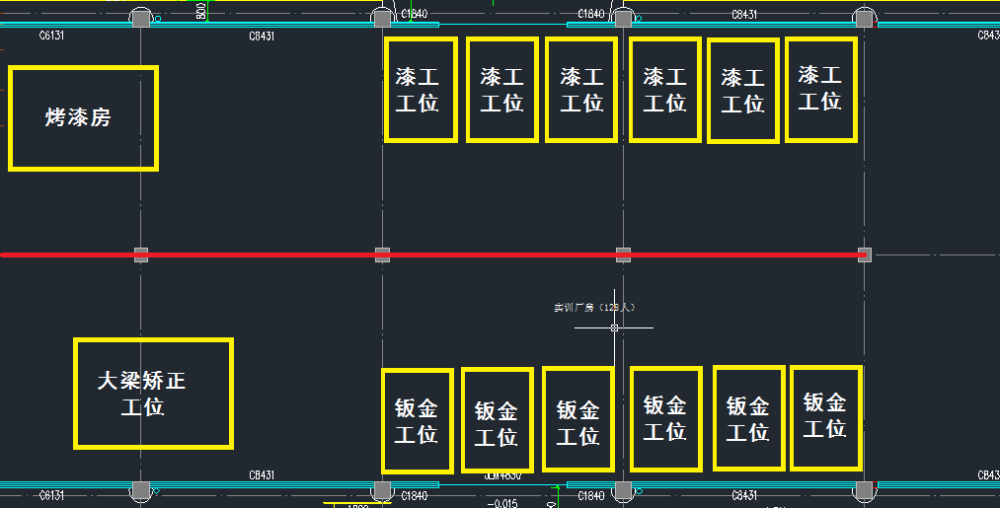 800
C1840
C1840
C8431
C6131
C8431
C843
烤漆房
漆工
工位
漆工
工位
漆工
工位
漆工
工位
漆工
工位
漆工
工位
实训厂房（128人）
大梁矫正
工位
钣金
工位
钣金
工位
钣金
工位
钣金
工位
钣金
工位
钣金
工位
C8431
C843
C6131
C1840
C1840
C8431
-0.015